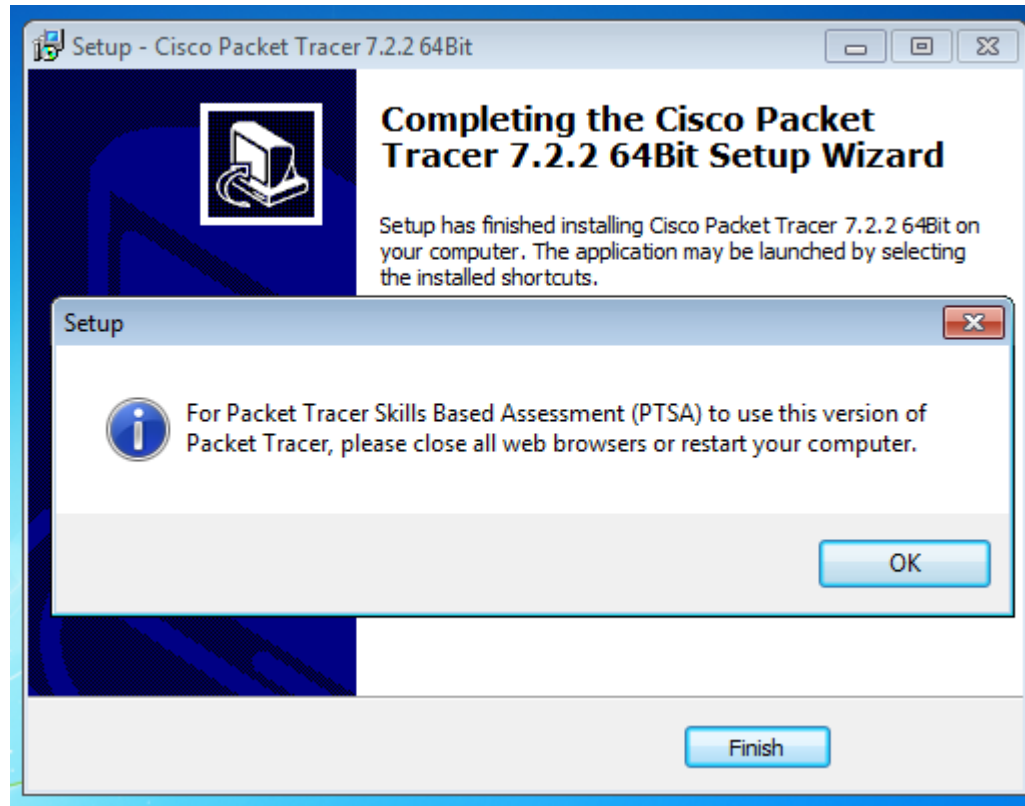 Setup - Cisco Packet Tracer 7.2.2 64Bit
Completing the Cisco Packet
Tracer 7.2.2 64Bit Setup Wizard
Setup has finished installing Cisco Packet Tracer 7.2.2 64Bit on
your computer. The application may be launched by selecting
the installed shortcuts.
Setup
For Packet Tracer Skills Based Assessment (PTSA) to use this version of
Packet Tracer, please close all web browsers or restart your computer.
OK
Finish